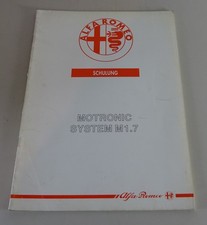 ALFA ROMEO
SCHULUNG
MOTRONIC
SYSTEM M1.7
Alfa Romeo